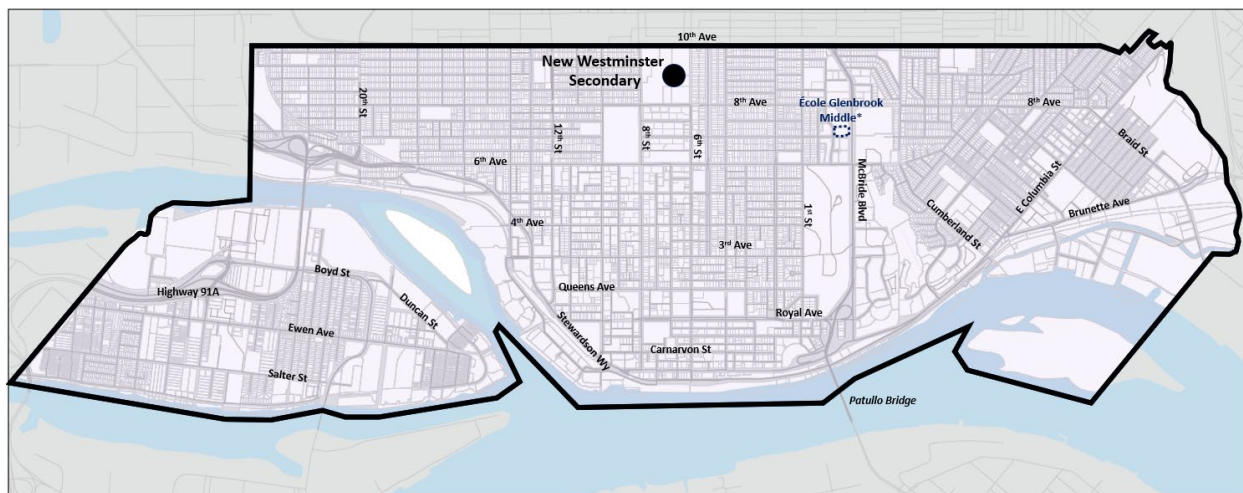 10th Ave
New Westminster
Secondary
20th St
8th Ave
École Glenbrook
Middle*
8th Ave
12th St
8th St
6th St
Braid St
6th Ave
McBride Blvd
E Columbia St
Cumberland St
Brunette Ave
4th Ave
1st St
3rd Ave
Boyd St
Highway 91A
Duncan St
Queens Ave
Royal Ave
Stewardson Wy
Ewen Ave
Carnarvon St
Salter St
Patullo Bridge